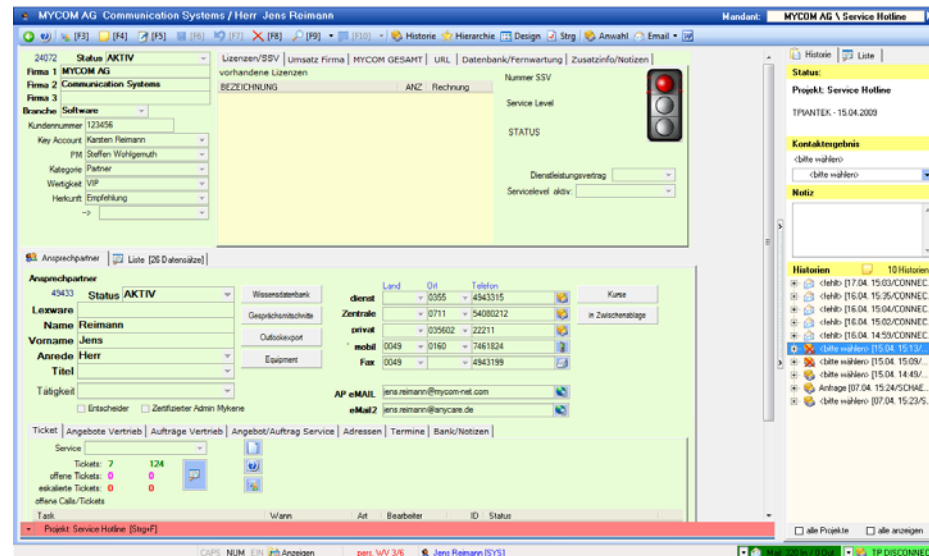 MYCOM AG Communication Systems / Herr Jens Reimann
Mandant: MYCOM AG \ Service Hotline
[F3] [F4] [F5] [F6] [F7] [F8] [F9] [F10] Historie Hierarchie Design Strg Anwahl Email
24072 Status AKTIV
Firma 1 MYCOM AG
Firma 2 Communication Systems
Firma 3
Branche Software
Kundennummer 123456
Key Account Karsten Reimann
PM Steffen Wohlgemuth
Kategorie Partner
Wertigkeit VIP
Herkunft Empfehlung
->
Lizenzen/SSV Umsatz Firma MYCOM GESAMT URL Datenbank/Fernwartung Zusatzinfo/Notizen
vorhandene Lizenzen
BEZEICHNUNG ANZ Rechnung
Nummer SSV
Service Level
STATUS
Dienstleistungsvertrag
Servicelevel aktiv:
Ansprechpartner Liste [26 Datensätze]
Ansprechpartner
49433 Status AKTIV
Lexware
Name Reimann
Vorname Jens
Anrede Herr
Titel
Tätigkeit
Entscheider Zertifizierter Admin Mykene
Wissensdatenbank
Gesprächsmitschnitte
Outlookexport
Equipment
Land Ort Telefon
dienst 0355 4943315
Zentrale 0711 54080212
privat 035602 22211
mobil 0049 0160 7461824
Fax 0049 4943199
AP eMAIL jens.reimann@mycom-net.com
eMail2 jens.reimann@anycare.de
Kurse
in Zwischenablage
Ticket Angebote Vertrieb Aufträge Vertrieb Angebot/Auftrag Service Adressen Termine Bank/Notizen
Service
Tickets: 7 124
offene Tickets: 0 0
eskalierte Tickets: 0 0
offene Calls/Tickets
Task Wann Art Bearbeiter ID Status
Projekt: Service Hotline [Strg+F]
Historie Liste
Status:
Projekt: Service Hotline
TPIANTEK - 15.04.2009
Kontaktergebnis
<bitte wählen>
<bitte wählen>
Notiz
Historien 10 Historien
<fehlt> [17.04. 15:03/CONNEC.
<fehlt> [16.04. 15:35/CONNEC.
<fehlt> [16.04. 15:04/CONNEC.
<fehlt> [16.04. 15:02/CONNEC.
<fehlt> [16.04. 14:59/CONNEC.
<bitte wählen> [15.04. 15:13/...
<bitte wählen> [15.04. 15:09/...
<bitte wählen> [15.04. 14:49/...
Anfrage [07.04. 15:24/SCHAE..
<bitte wählen> [07.04. 15:23/S.
alle Projekte alle anzeigen
CAPS NUM EIN Anzeigen pers. WV 3/6 Jens Reimann [SYS]
TP DISCONNEC